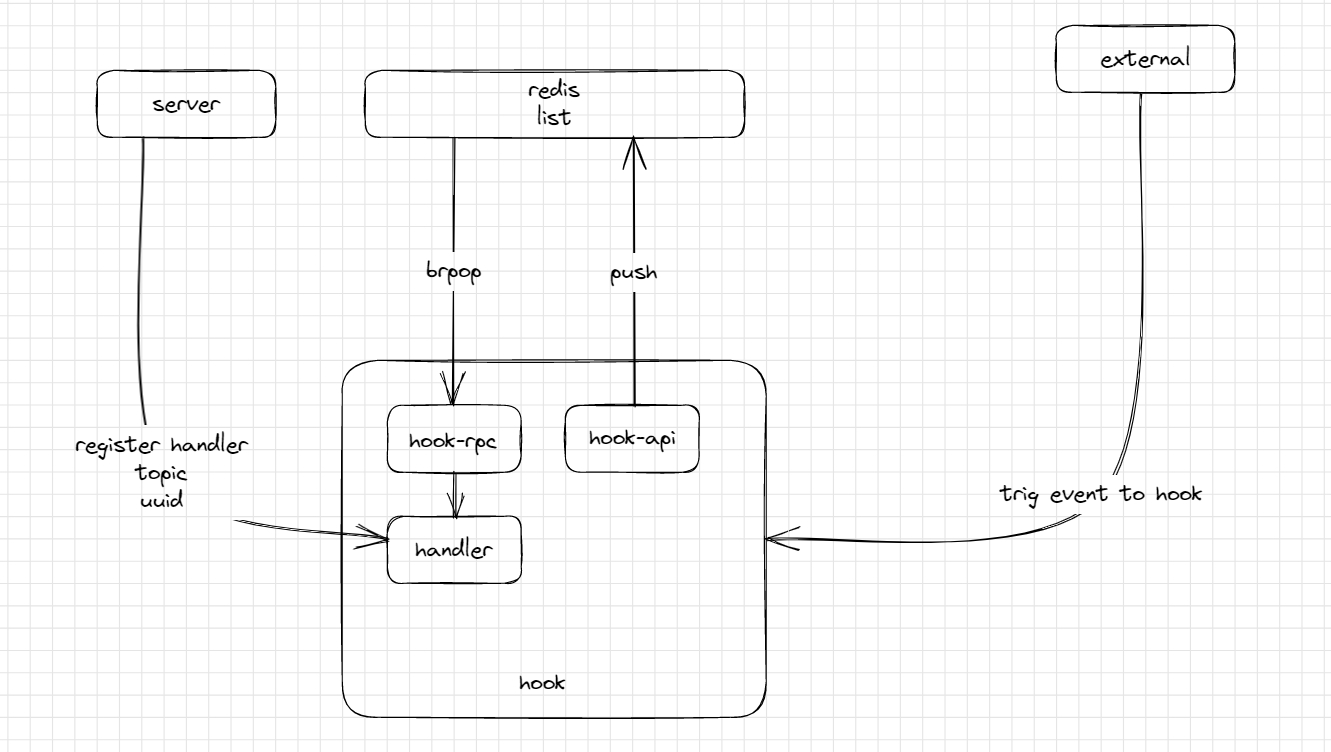 external
server
redis
list
brpop
push
hook-rpc
hook-api
register handler
topic
uuid
trig event to hook
handler
hook